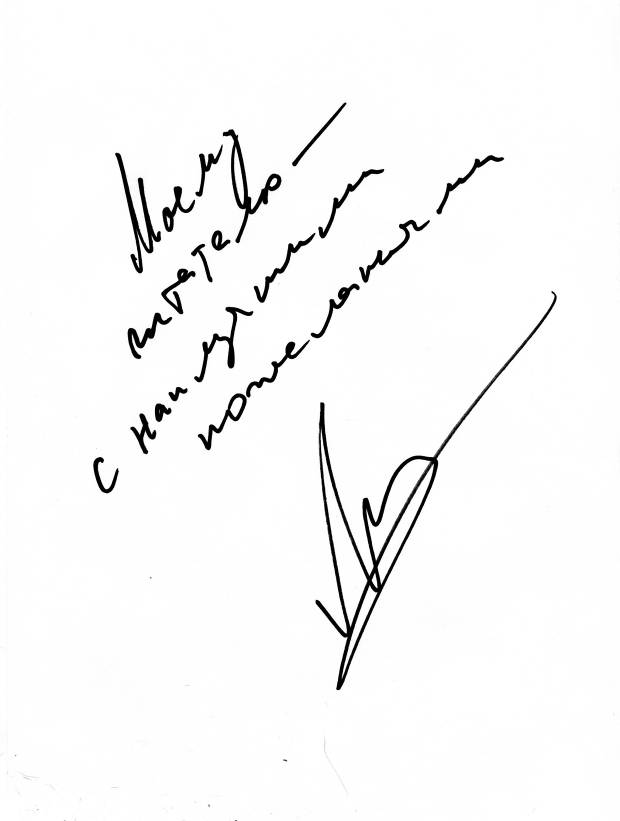 Моему
читателю —
с наилучшими
пожеланиями